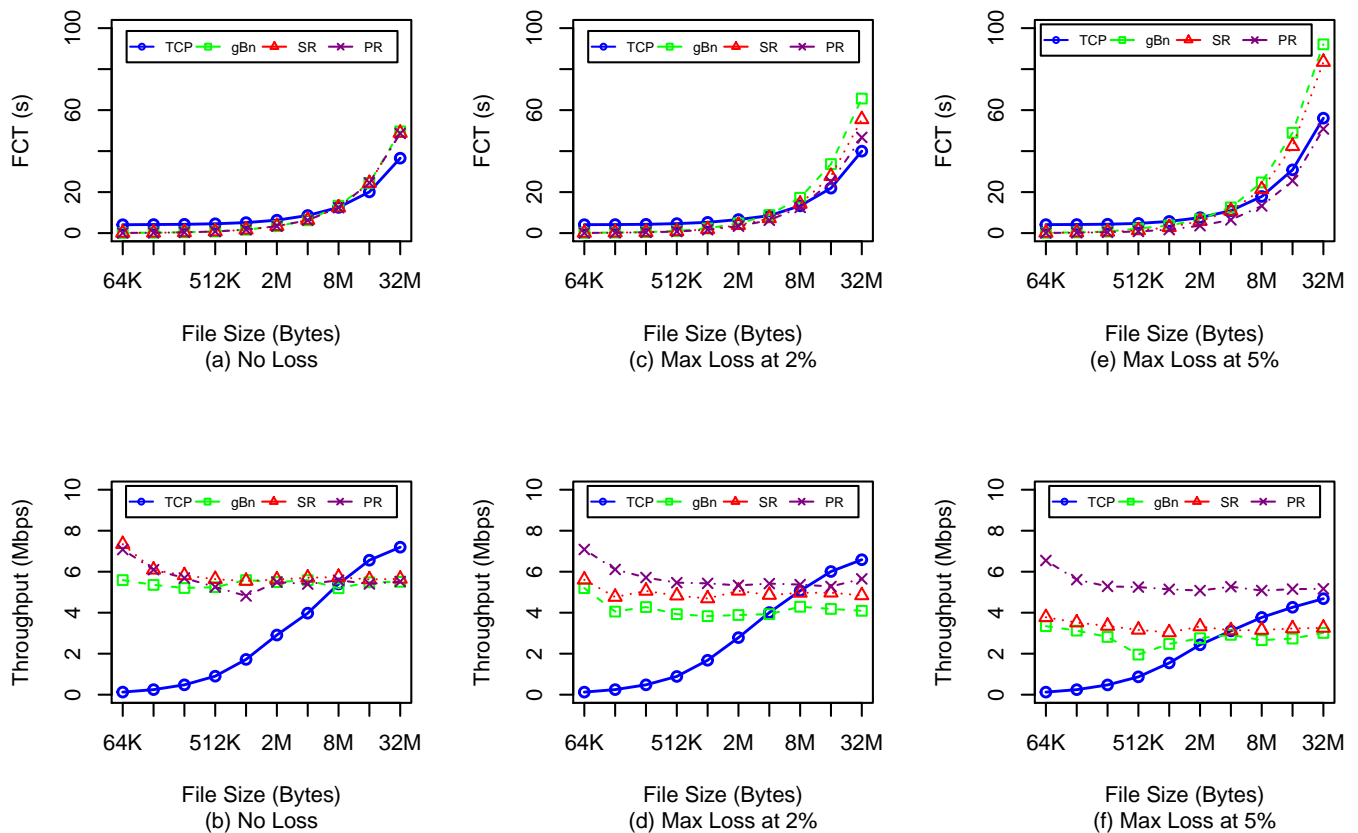 FCT (s)
100
60
20
0
TCP gBn SR PR
64K 512K 2M 8M 32M
File Size (Bytes)
(a) No Loss
FCT (s)
100
60
20
0
TCP gBn SR PR
64K 512K 2M 8M 32M
File Size (Bytes)
(c) Max Loss at 2%
FCT (s)
100
60
20
0
TCP gBn SR PR
64K 512K 2M 8M 32M
File Size (Bytes)
(e) Max Loss at 5%
Throughput (Mbps)
10
8
6
4
2
0
TCP gBn SR PR
64K 512K 2M 8M 32M
File Size (Bytes)
(b) No Loss
Throughput (Mbps)
10
8
6
4
2
0
TCP gBn SR PR
64K 512K 2M 8M 32M
File Size (Bytes)
(d) Max Loss at 2%
Throughput (Mbps)
10
8
6
4
2
0
TCP gBn SR PR
64K 512K 2M 8M 32M
File Size (Bytes)
(f) Max Loss at 5%